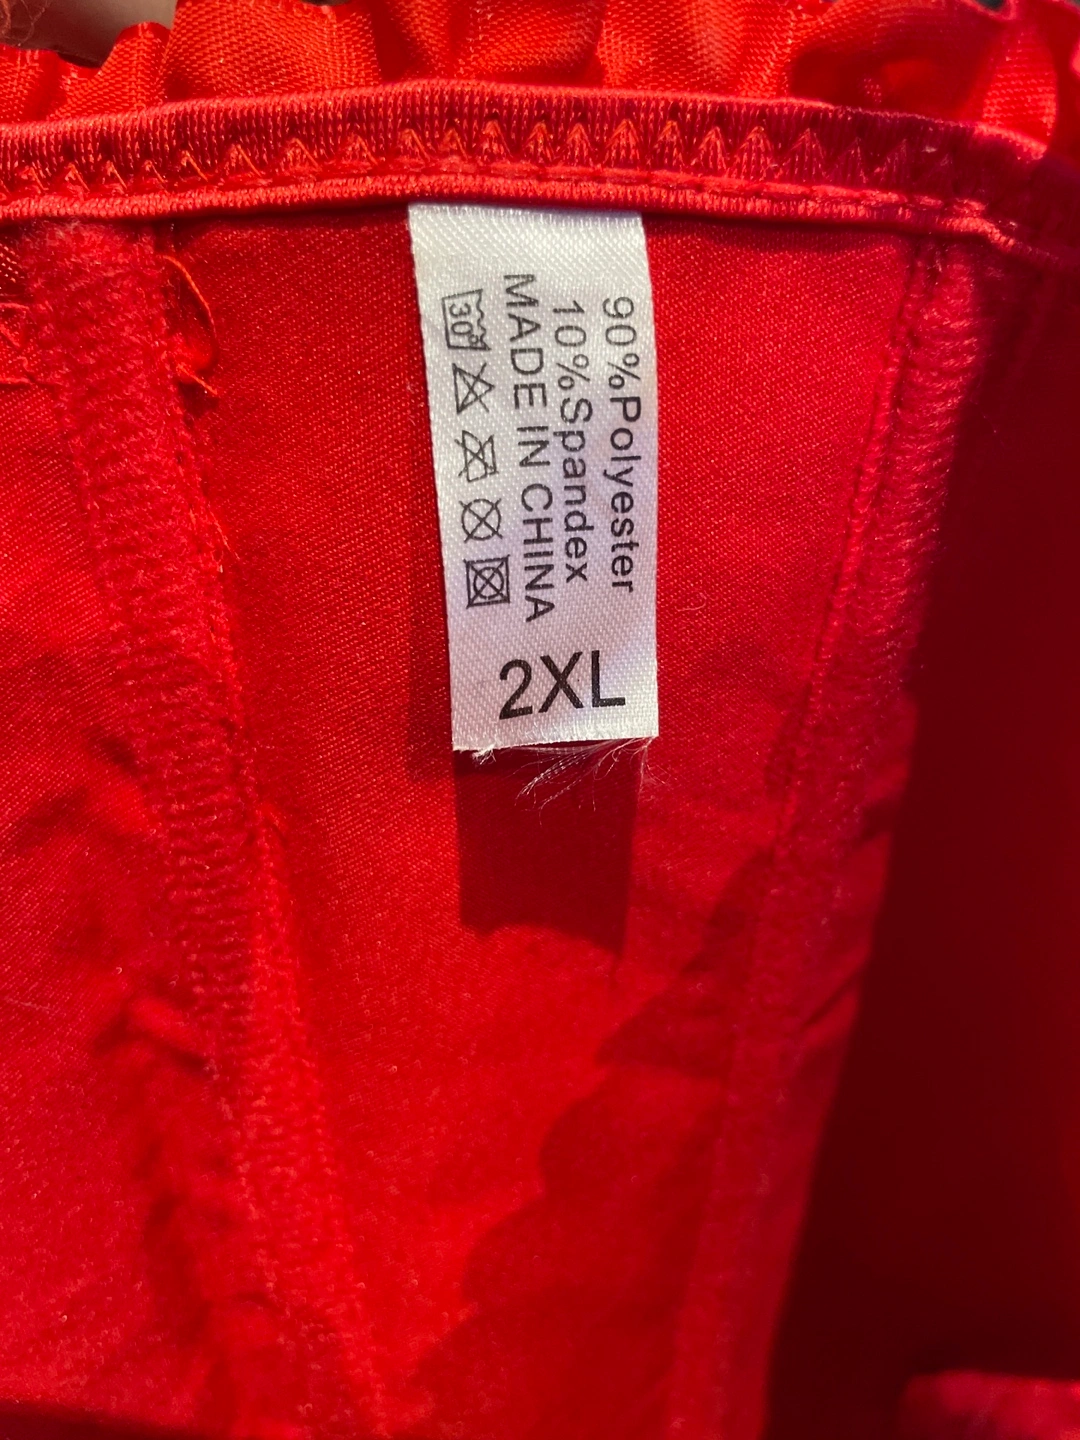 90%Polyester
10%Spandex
MADE IN CHINA
30
2XL